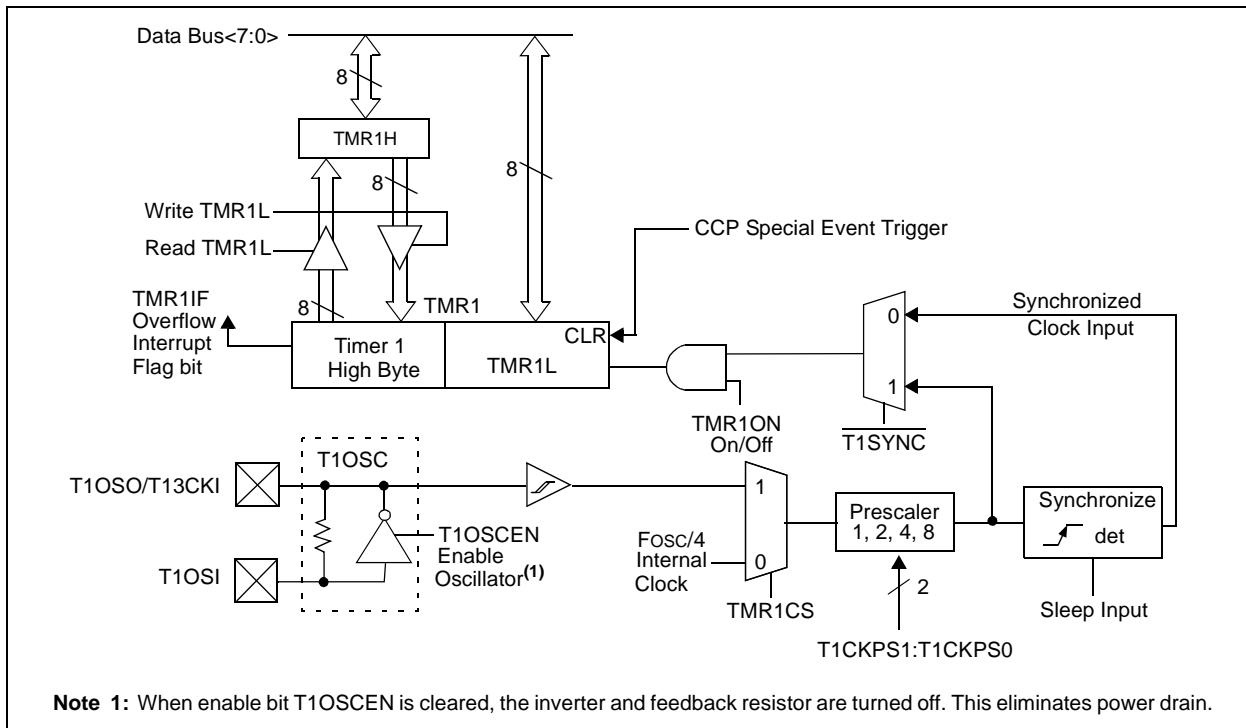 Data Bus<7:0>
8
TMR1H
8
8
Write TMR1L
CCP Special Event Trigger
Read TMR1L
TMR1IF
Overflow
Interrupt
Flag bit
8
TMR1
Timer 1
High Byte
TMR1L
CLR
0
1
Synchronized
Clock Input
TMR1ON
On/Off
T1SYNC
T1OSC
T1OSO/T13CKI
T1OSI
T1OSCEN
Enable
Oscillator(1)
FOSC/4
Internal
Clock
1
0
TMR1CS
Prescaler
1, 2, 4, 8
2
T1CKPS1:T1CKPS0
Synchronize
det
Sleep Input
Note 1: When enable bit T1OSCEN is cleared, the inverter and feedback resistor are turned off. This eliminates power drain.